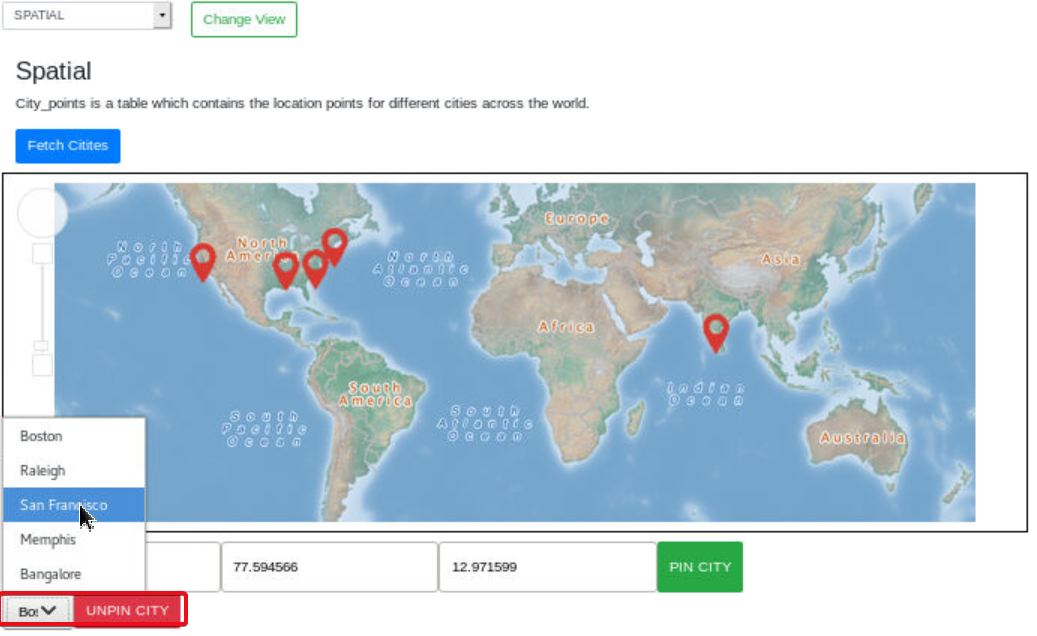 SPATIAL
Change View
Spatial
City_points is a table which contains the location points for different cities across the world.
Fetch Citites
North
Pacific
Ocean
North
America
North
Atlantic
Ocean
Europe
Asia
Africa
South
America
South
Pacific
Ocean
South
Atlantic
Ocean
Indian
Ocean
Australia
Boston
Raleigh
San Francisco
Memphis
Bangalore
77.594566
12.971599
PIN CITY
Bos
UNPIN CITY